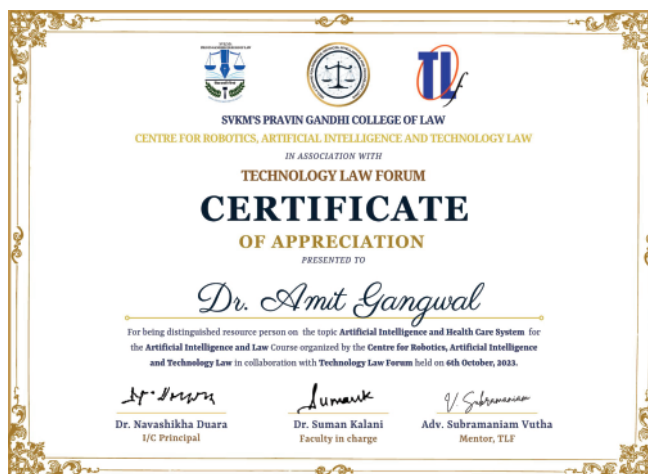 SVKM'S PRAVIN GANDHI COLLEGE OF LAW
CENTRE FOR ROBOTICS, ARTIFICIAL INTELLIGENCE AND TECHNOLOGY LAW
IN ASSOCIATION WITH
TECHNOLOGY LAW FORUM
CERTIFICATE
OF APPRECIATION
PRESENTED TO
Dr. Amit Gangwal
For being distinguished resource person on the topic Artificial Intelligence and Health Care System for
the Artificial Intelligence and Law Course organized by the Centre for Robotics, Artificial Intelligence
and Technology Law in collaboration with Technology Law Forum held on 6th October, 2023.
Sumank
V. Subramaniam
Dr. Navashikha Duara
Dr. Suman Kalani
Adv. Subramaniam Vutha
I/C Principal
Faculty in charge
Mentor, TLF